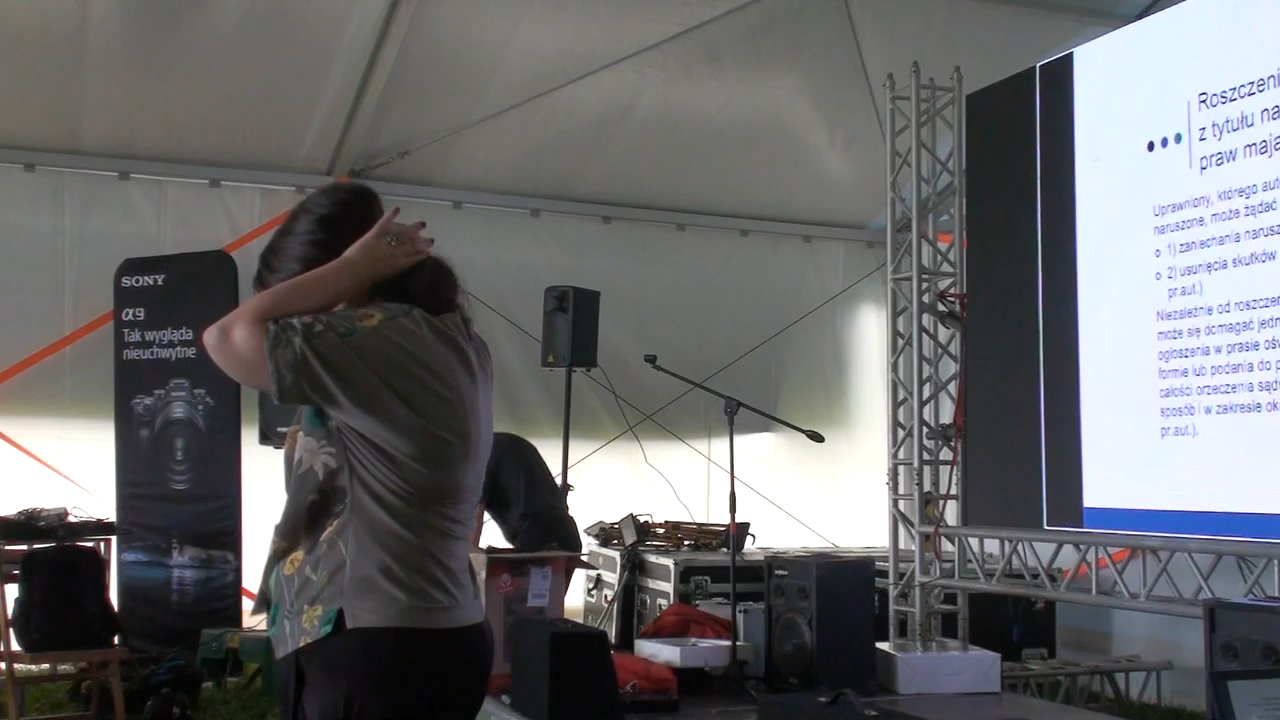 SONY
α9
Tak wygląda
nieuchwytne
Roszczeni
z tytułu na
praw mają
Uprawniony, którego aut
naruszone, może żądać
1) zaniechania narusz
2) usunięcia skutków
pr.aut.)
Niezależnie od roszczeń
może się domagać jedn
ogłoszenia w prasie ośw
formie lub podania do p
całości orzeczenia sądu
sposób i w zakresie okr
pr.aut.).